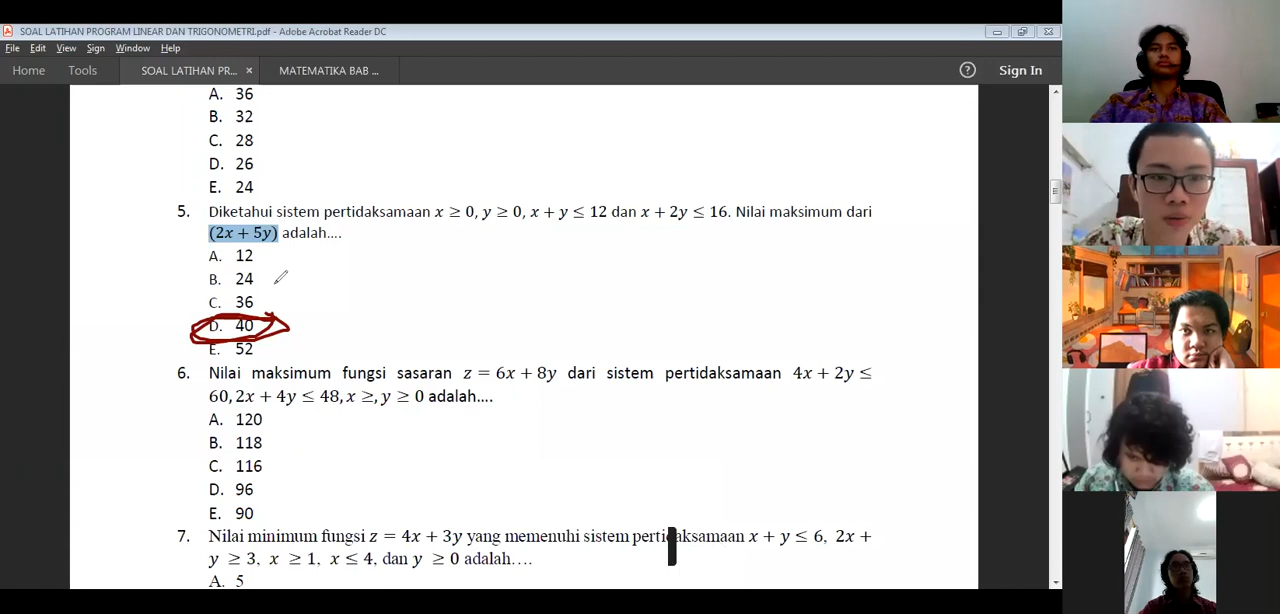 SOAL LATIHAN PROGRAM LINEAR DAN TRIGONOMETRI.pdf - Adobe Acrobat Reader DC
File Edit View Sign Window Help
Home Tools SOAL LATIHAN PR... × MATEMATIKA BAB ... ? Sign In
A. 36
B. 32
C. 28
D. 26
E. 24
5. Diketahui sistem pertidaksamaan x ≥ 0, y ≥ 0, x + y ≤ 12 dan x + 2y ≤ 16. Nilai maksimum dari
(2x + 5y) adalah....
A. 12
B. 24
C. 36
D. 40
E. 52
6. Nilai maksimum fungsi sasaran z = 6x + 8y dari sistem pertidaksamaan 4x + 2y ≤
60, 2x + 4y ≤ 48, x ≥, y ≥ 0 adalah....
A. 120
B. 118
C. 116
D. 96
E. 90
7. Nilai minimum fungsi z = 4x + 3y yang memenuhi sistem pertidaksamaan x + y ≤ 6, 2x +
y ≥ 3, x ≥ 1, x ≤ 4, dan y ≥ 0 adalah....
A. 5